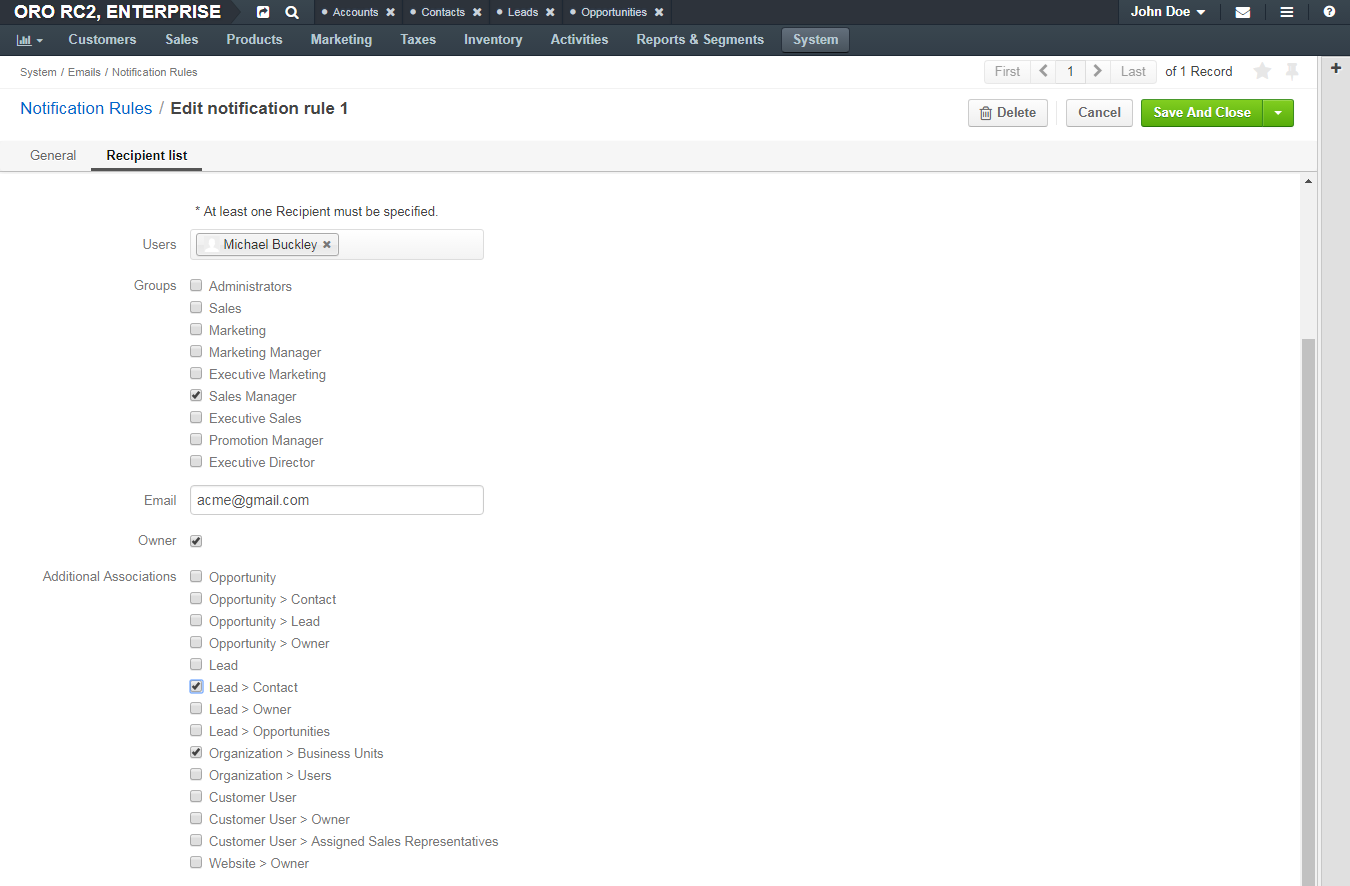 ORO RC2, ENTERPRISE Accounts Contacts Leads Opportunities John Doe
Customers Sales Products Marketing Taxes Inventory Activities Reports & Segments System
System / Emails / Notification Rules First 1 Last of 1 Record
Notification Rules / Edit notification rule 1 Delete Cancel Save And Close
General Recipient list
* At least one Recipient must be specified.
Users Michael Buckley
Groups Administrators
Sales
Marketing
Marketing Manager
Executive Marketing
Sales Manager
Executive Sales
Promotion Manager
Executive Director
Email acme@gmail.com
Owner
Additional Associations Opportunity
Opportunity > Contact
Opportunity > Lead
Opportunity > Owner
Lead
Lead > Contact
Lead > Owner
Lead > Opportunities
Organization > Business Units
Organization > Users
Customer User
Customer User > Owner
Customer User > Assigned Sales Representatives
Website > Owner